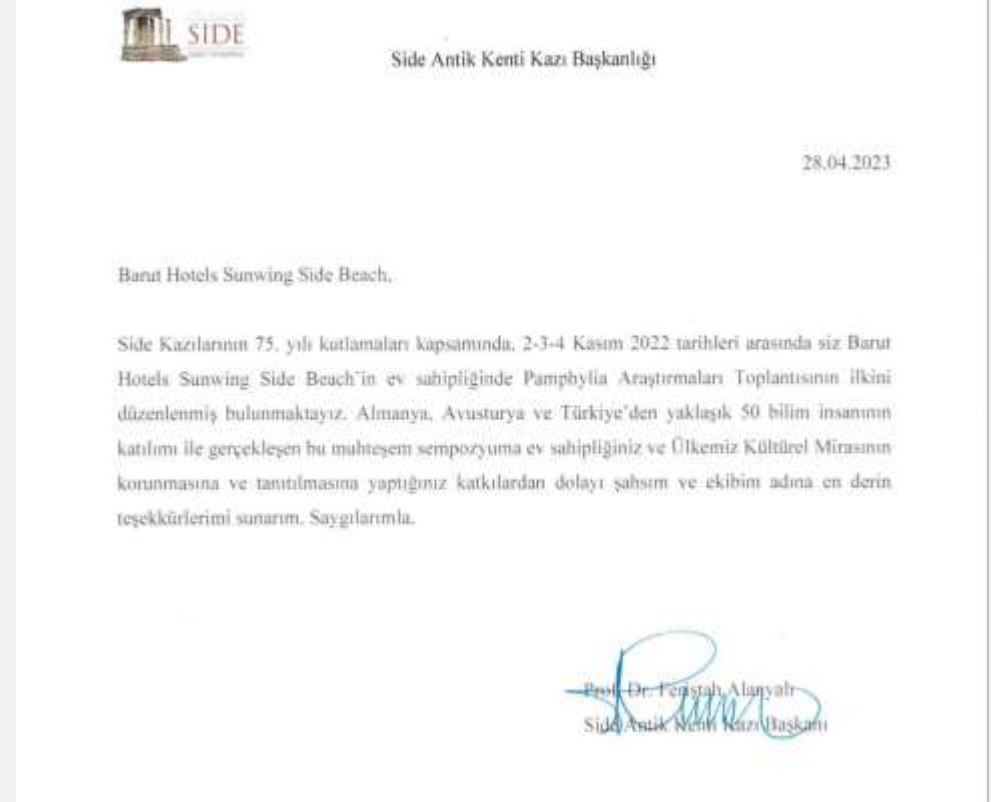 SIDE
Side Antik Kenti Kazı Başkanlığı
28.04.2023
Barut Hotels Sunwing Side Beach,
Side Kazılarının 75. yılı kutlamaları kapsamında, 2-3-4 Kasım 2022 tarihleri arasında siz Barut
Hotels Sunwing Side Beach'in ev sahipliğinde Pamphylia Araştırmaları Toplantısının ilkini
düzenlenmiş bulunmaktayız. Almanya, Avusturya ve Türkiye'den yaklaşık 50 bilim insanının
katılımı ile gerçekleşen bu muhteşem sempozyuma ev sahipliğiniz ve Ülkemiz Kültürel Mirasının
korunmasına ve tanıtılmasına yaptığınız katkılardan dolayı şahsım ve ekibim adına en derin
teşekkürlerimi sunarım. Saygılarımla.
Prof. Dr. Feriştah Alanyalı
Side Antik Kenti Kazı Başkanı